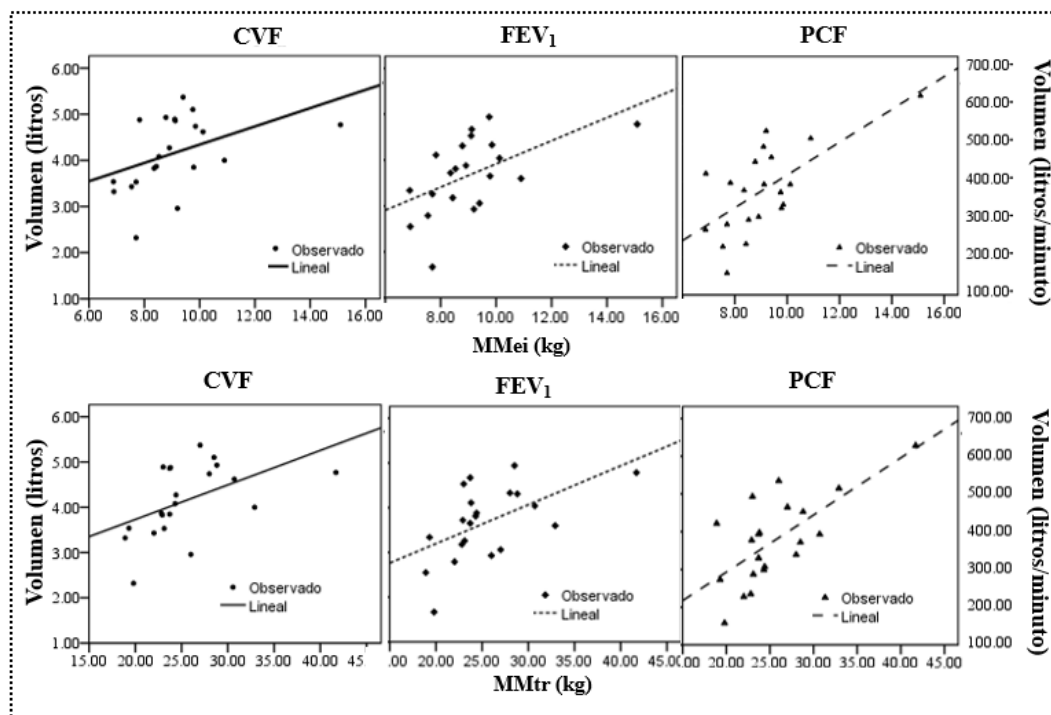 CVF FEV1 PCF
Volumen (litros)
6.00
5.00
4.00
3.00
2.00
1.00
Observado
Lineal
6.00 8.00 10.00 12.00 14.00 16.00
Observado
Lineal
8.00 10.00 12.00 14.00 16.00
Observado
Lineal
8.00 10.00 12.00 14.00 16.00
700.00
600.00
500.00
400.00
300.00
200.00
100.00
Volumen (litros/minuto)
MMei (kg)
CVF FEV1 PCF
Volumen (litros)
6.00
5.00
4.00
3.00
2.00
1.00
Observado
Lineal
15.00 20.00 25.00 30.00 35.00 40.00 45.0
Observado
Lineal
20.00 25.00 30.00 35.00 40.00 45.00
Observado
Lineal
20.00 25.00 30.00 35.00 40.00 45.00
700.00
600.00
500.00
400.00
300.00
200.00
100.00
Volumen (litros/minuto)
MMtr (kg)